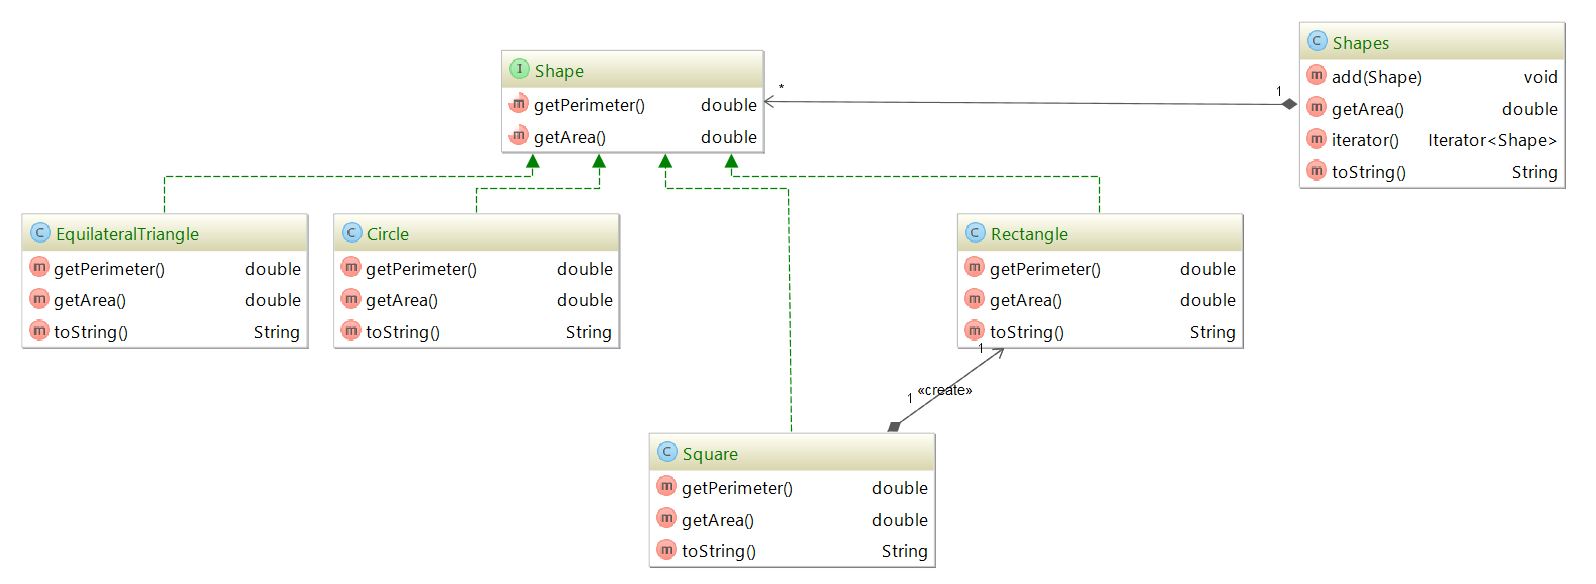 I Shape
m getPerimeter() double
m getArea() double
*
1
C Shapes
m add(Shape) void
m getArea() double
m iterator() Iterator<Shape>
m toString() String
C EquilateralTriangle
m getPerimeter() double
m getArea() double
m toString() String
C Circle
m getPerimeter() double
m getArea() double
m toString() String
C Rectangle
m getPerimeter() double
m getArea() double
m toString() String
1
1 «create»
C Square
m getPerimeter() double
m getArea() double
m toString() String